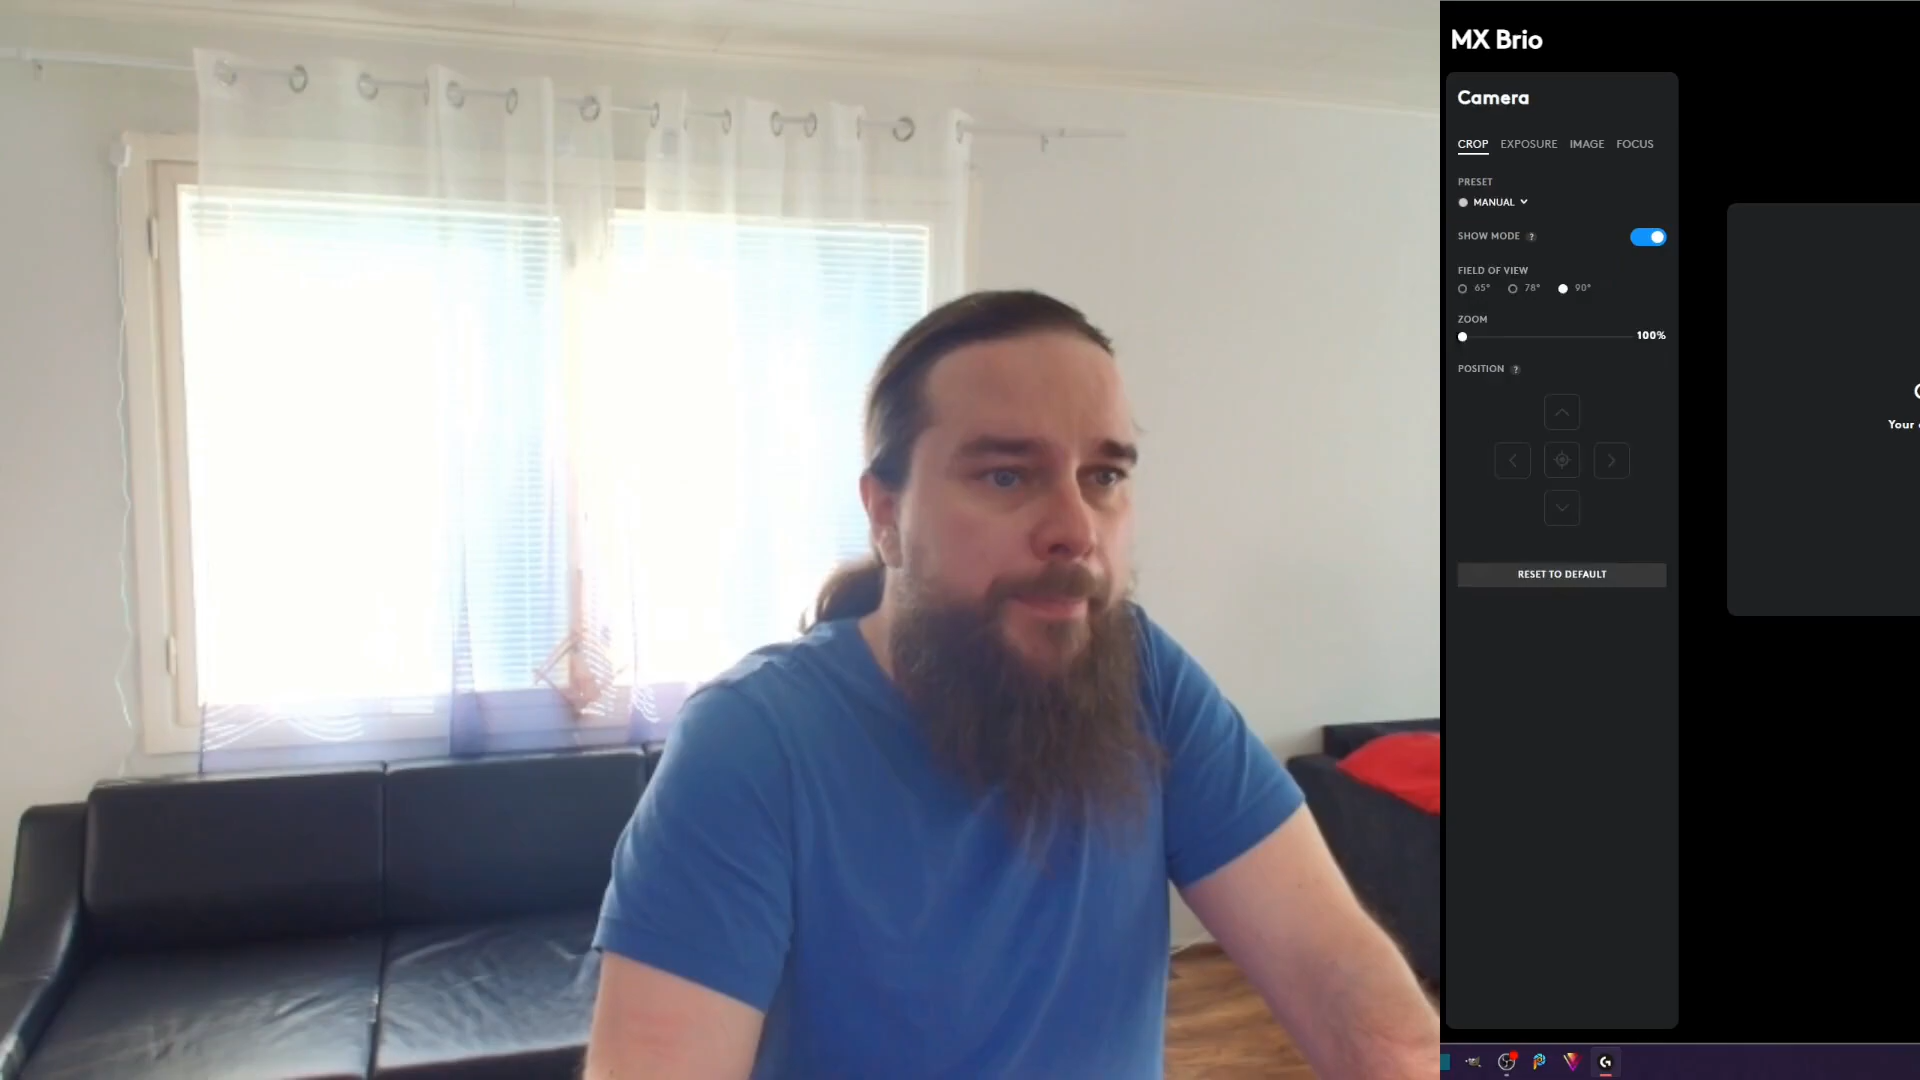 MX Brio
Camera
CROP EXPOSURE IMAGE FOCUS
PRESET
MANUAL
SHOW MODE ?
FIELD OF VIEW
65° 78° 90°
ZOOM
100%
POSITION ?
RESET TO DEFAULT
Your